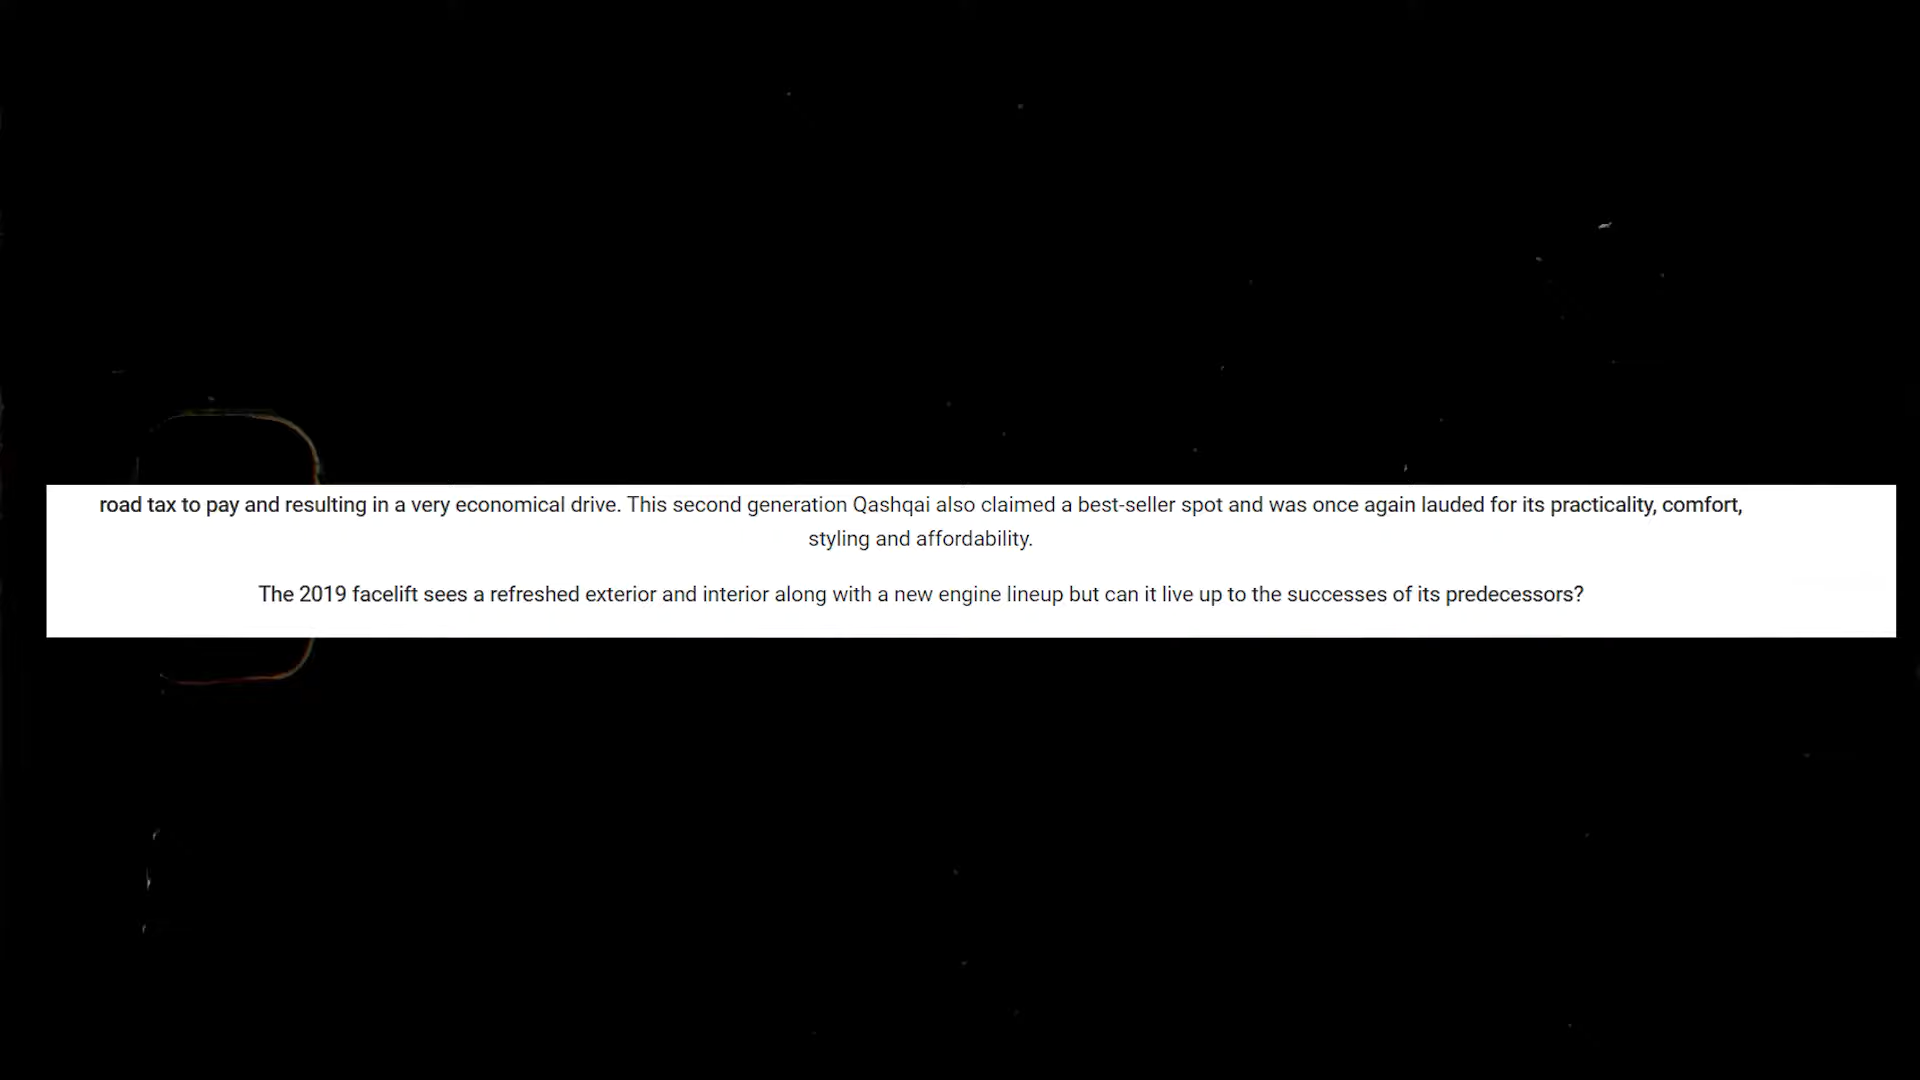 road tax to pay and resulting in a very economical drive. This second generation Qashqai also claimed a best-seller spot and was once again lauded for its practicality, comfort,
styling and affordability.
The 2019 facelift sees a refreshed exterior and interior along with a new engine lineup but can it live up to the successes of its predecessors?